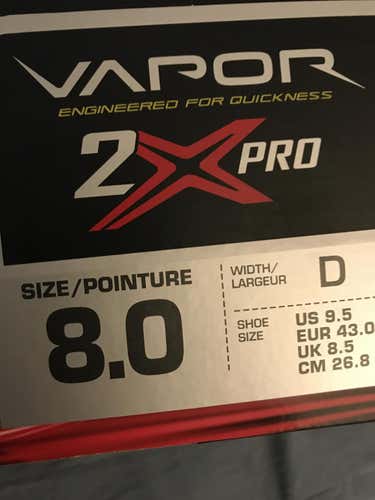 VAPOR
ENGINEERED FOR QUICKNESS
2X PRO
SIZE/POINTURE
8.0
WIDTH/
LARGEUR
D
SHOE
SIZE
US 9.5
EUR 43.0
UK 8.5
CM 26.8